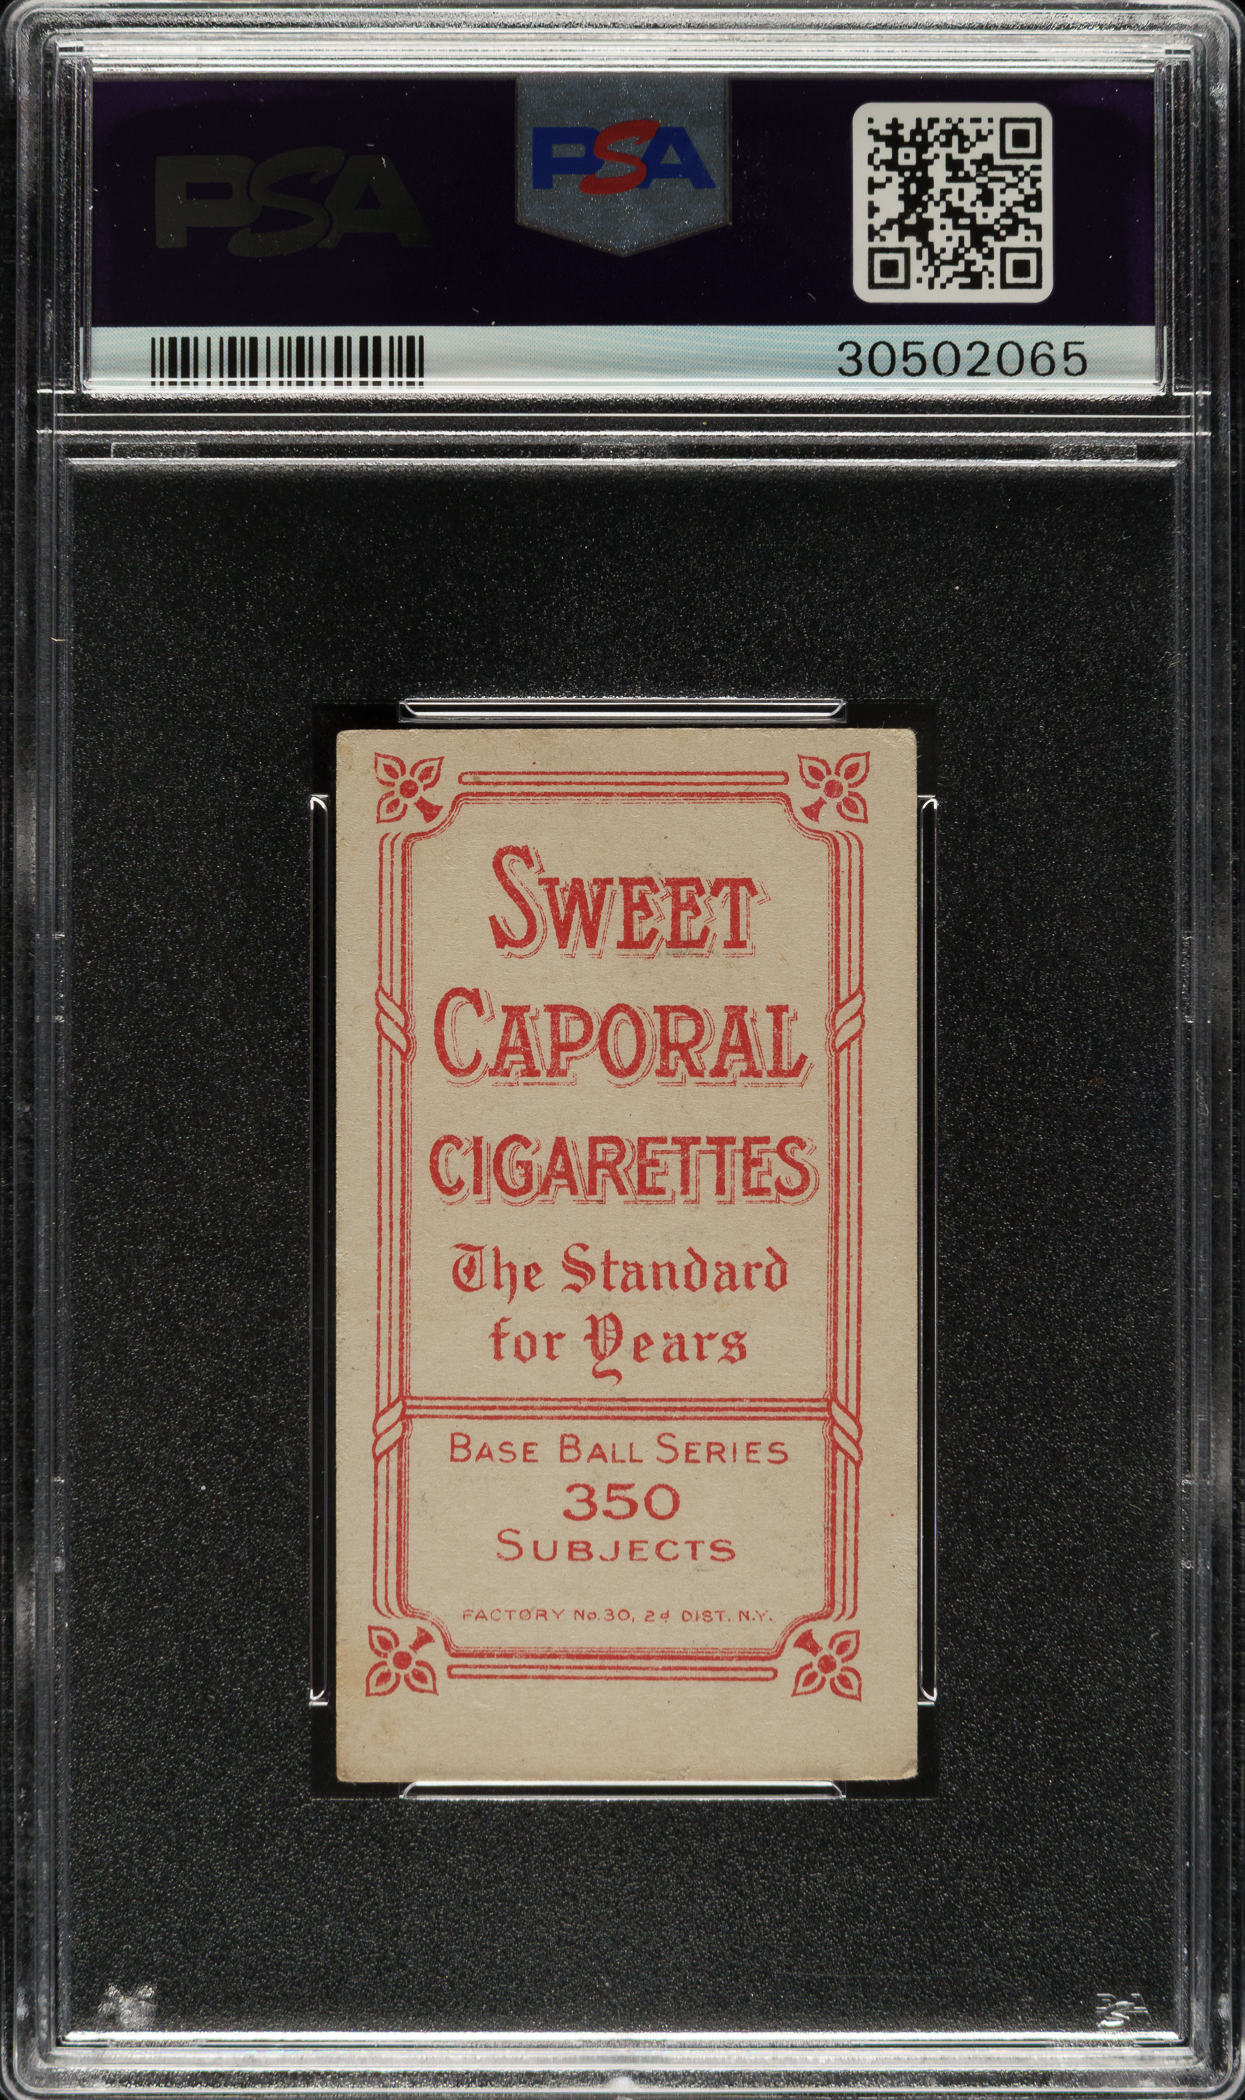 PSA
PSA
30502065
SWEET
CAPORAL
CIGARETTES
The Standard
for Years
BASE BALL SERIES
350
SUBJECTS
FACTORY No. 30, 2d DIST. N.Y.
PSA